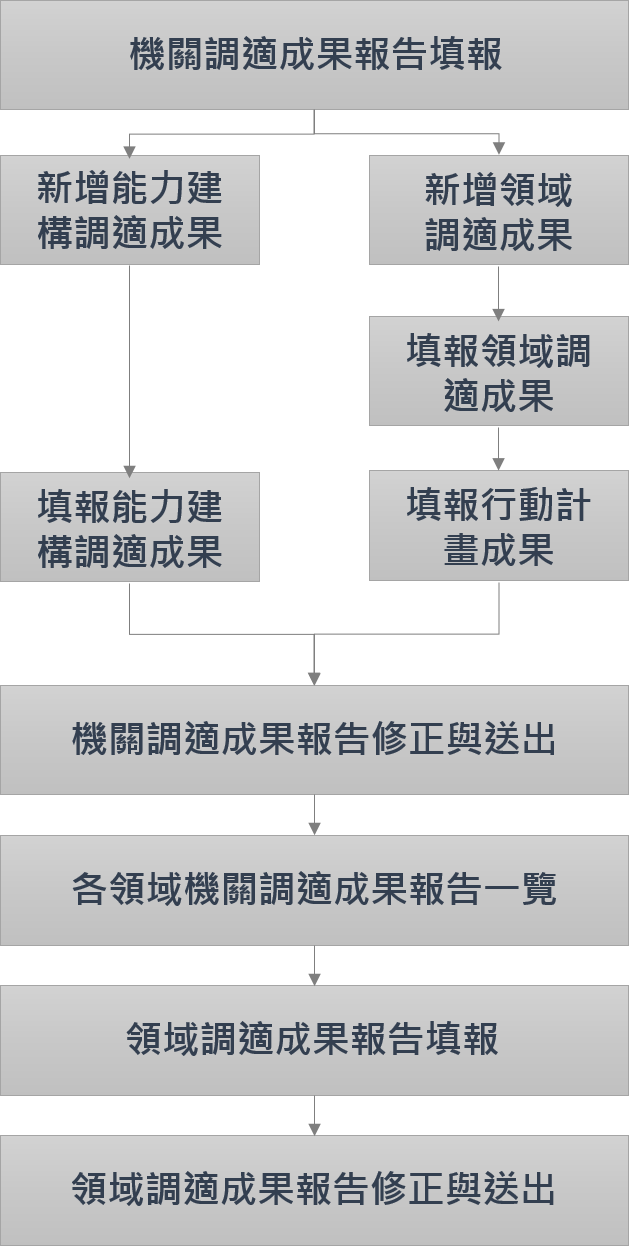 機關調適成果報告填報
新增能力建
構調適成果
新增領域
調適成果
填報領域調
適成果
填報能力建
構調適成果
填報行動計
畫成果
機關調適成果報告修正與送出
各領域機關調適成果報告一覽
領域調適成果報告填報
領域調適成果報告修正與送出